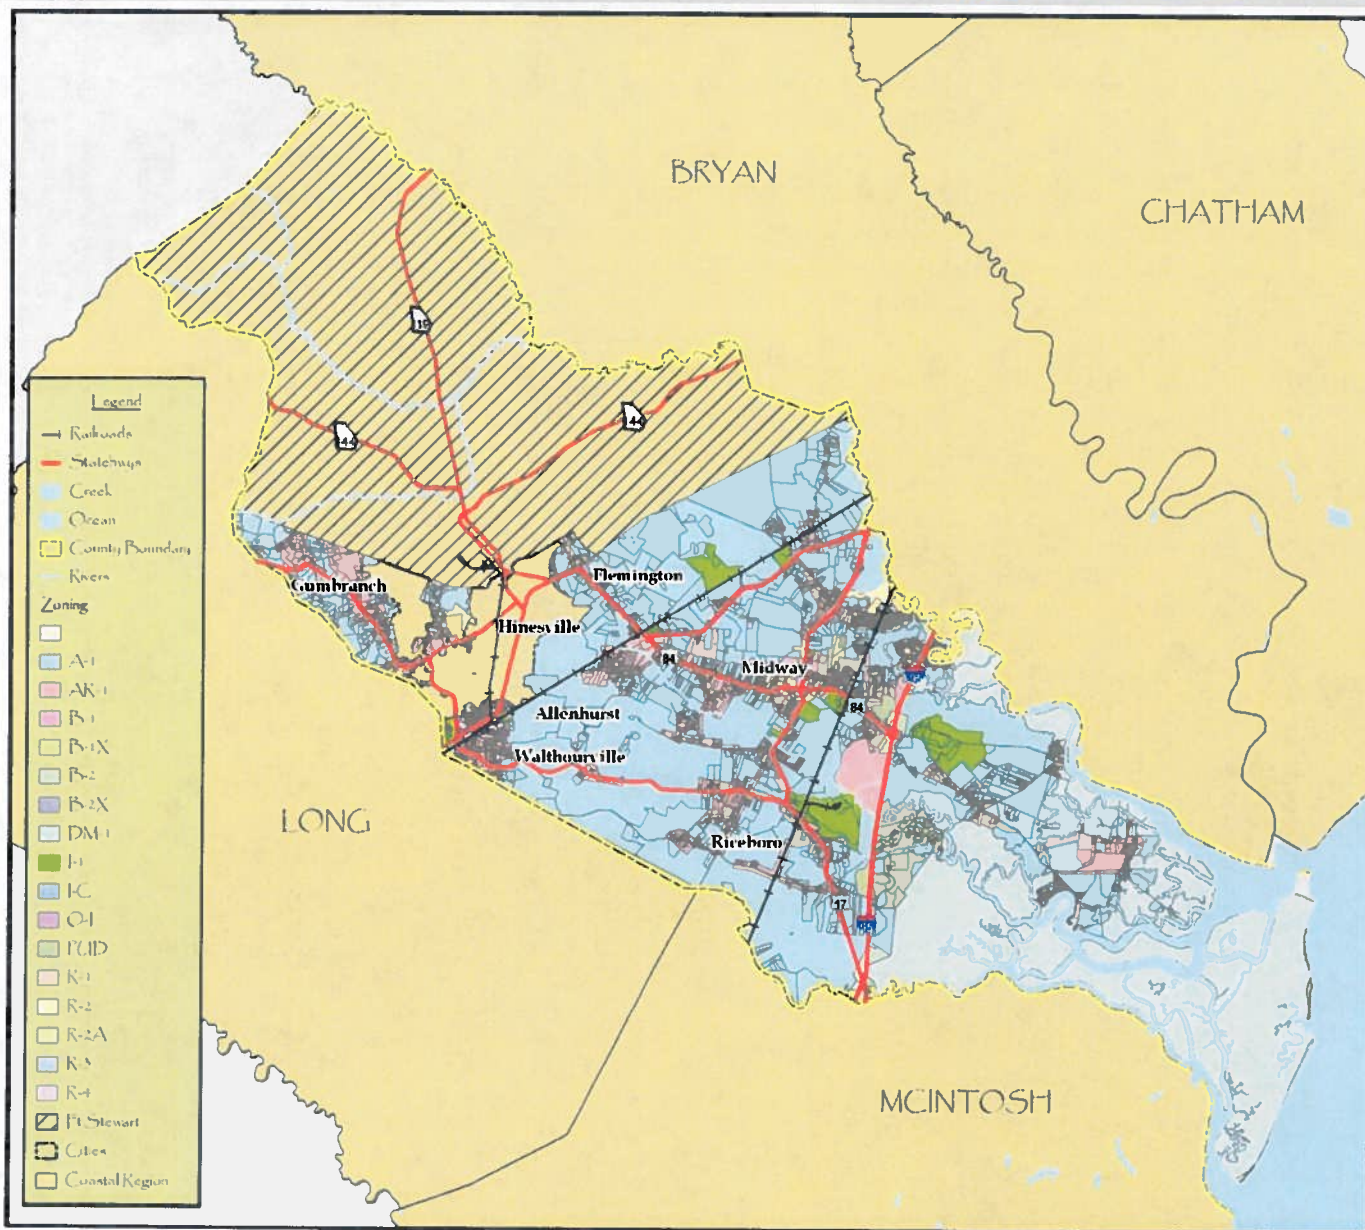 BRYAN
CHATHAM
119
144
144
Legend
Railroads
Statehwys
Creek
Ocean
County Boundary
Rivers
Zoning
A-1
AR-1
B-1
B-1X
B-2
B-2X
DM-1
I-1
I-C
O-I
PUD
R-1
R-2
R-2A
R-3
R-4
Ft Stewart
Cities
Coastal Region
Gumbranch
Flemington
Hinesville
84
Midway
84
Allenhurst
Walthourville
Riceboro
17
LONG
MCINTOSH